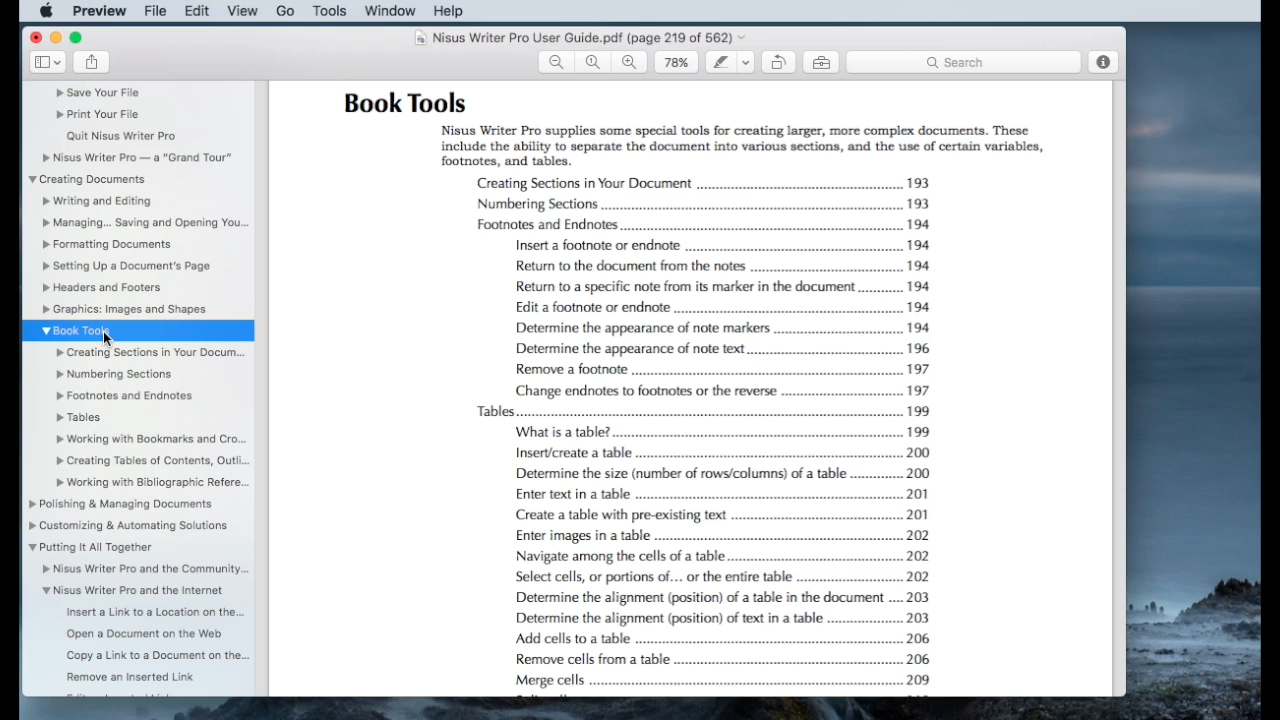 Preview File Edit View Go Tools Window Help
Nisus Writer Pro User Guide.pdf (page 219 of 562)
78% Search
Save Your File
Print Your File
Quit Nisus Writer Pro
Nisus Writer Pro — a "Grand Tour"
Creating Documents
Writing and Editing
Managing... Saving and Opening You...
Formatting Documents
Setting Up a Document's Page
Headers and Footers
Graphics: Images and Shapes
Book Tools
Creating Sections in Your Docum...
Numbering Sections
Footnotes and Endnotes
Tables
Working with Bookmarks and Cro...
Creating Tables of Contents, Outli...
Working with Bibliographic Refere...
Polishing & Managing Documents
Customizing & Automating Solutions
Putting It All Together
Nisus Writer Pro and the Community...
Nisus Writer Pro and the Internet
Insert a Link to a Location on the...
Open a Document on the Web
Copy a Link to a Document on the...
Remove an Inserted Link
Book Tools
Nisus Writer Pro supplies some special tools for creating larger, more complex documents. These
include the ability to separate the document into various sections, and the use of certain variables,
footnotes, and tables.
Creating Sections in Your Document 193
Numbering Sections 193
Footnotes and Endnotes 194
Insert a footnote or endnote 194
Return to the document from the notes 194
Return to a specific note from its marker in the document 194
Edit a footnote or endnote 194
Determine the appearance of note markers 194
Determine the appearance of note text 196
Remove a footnote 197
Change endnotes to footnotes or the reverse 197
Tables 199
What is a table? 199
Insert/create a table 200
Determine the size (number of rows/columns) of a table 200
Enter text in a table 201
Create a table with pre-existing text 201
Enter images in a table 202
Navigate among the cells of a table 202
Select cells, or portions of... or the entire table 202
Determine the alignment (position) of a table in the document 203
Determine the alignment (position) of text in a table 203
Add cells to a table 206
Remove cells from a table 206
Merge cells 209